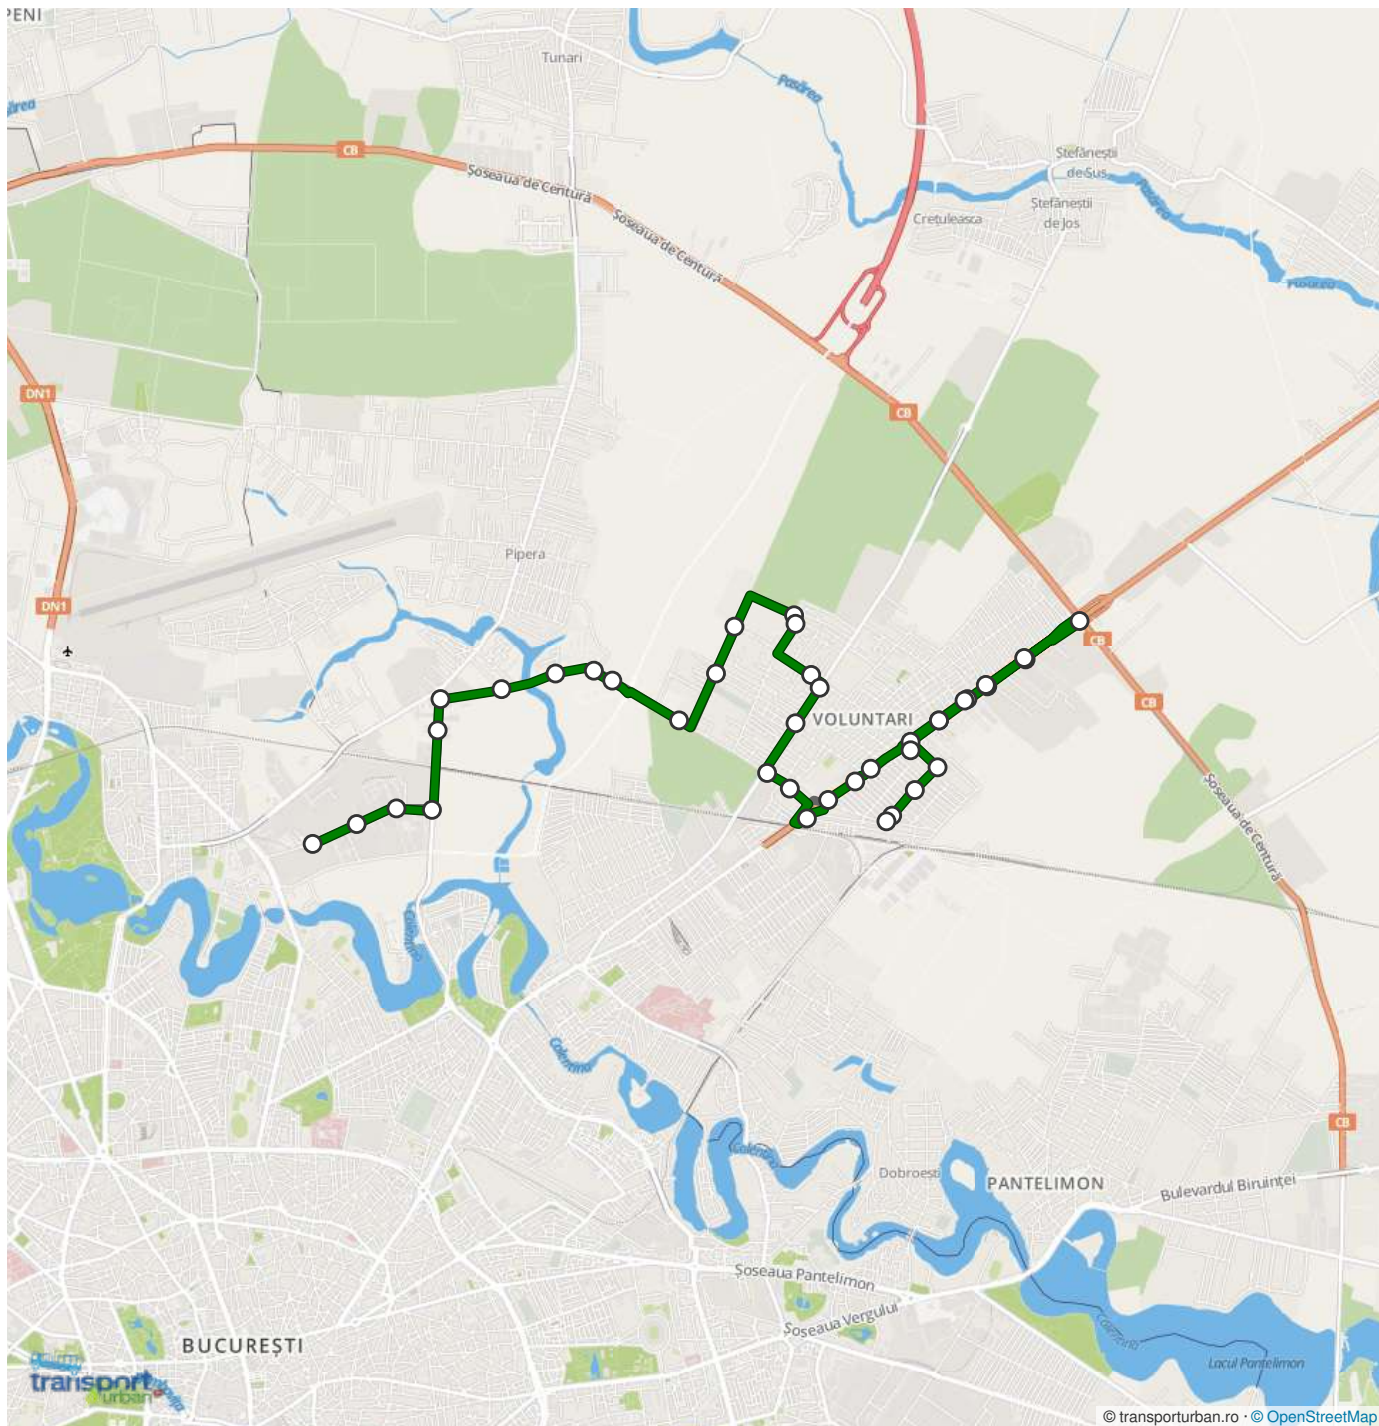 PENI
Tunari
Pasărea
CB
Șoseaua de Centură
Ștefănești
de Sus
Șoseaua de Centură
Ștefănești
de Jos
Pasărea
Crețuleasca
Pasărea
DN1
CB
Pipera
DN1
CB
CB
VOLUNTARI
Șoseaua de Centură
Colentina
Colentina
CB
Colentina
Dobroești
PANTELIMON
Bulevardul Biruinței
Șoseaua Pantelimon
Șoseaua Vergului
Colentina
BUCUREȘTI
Lacul Pantelimon
transport
urban
© transporturban.ro · © OpenStreetMap